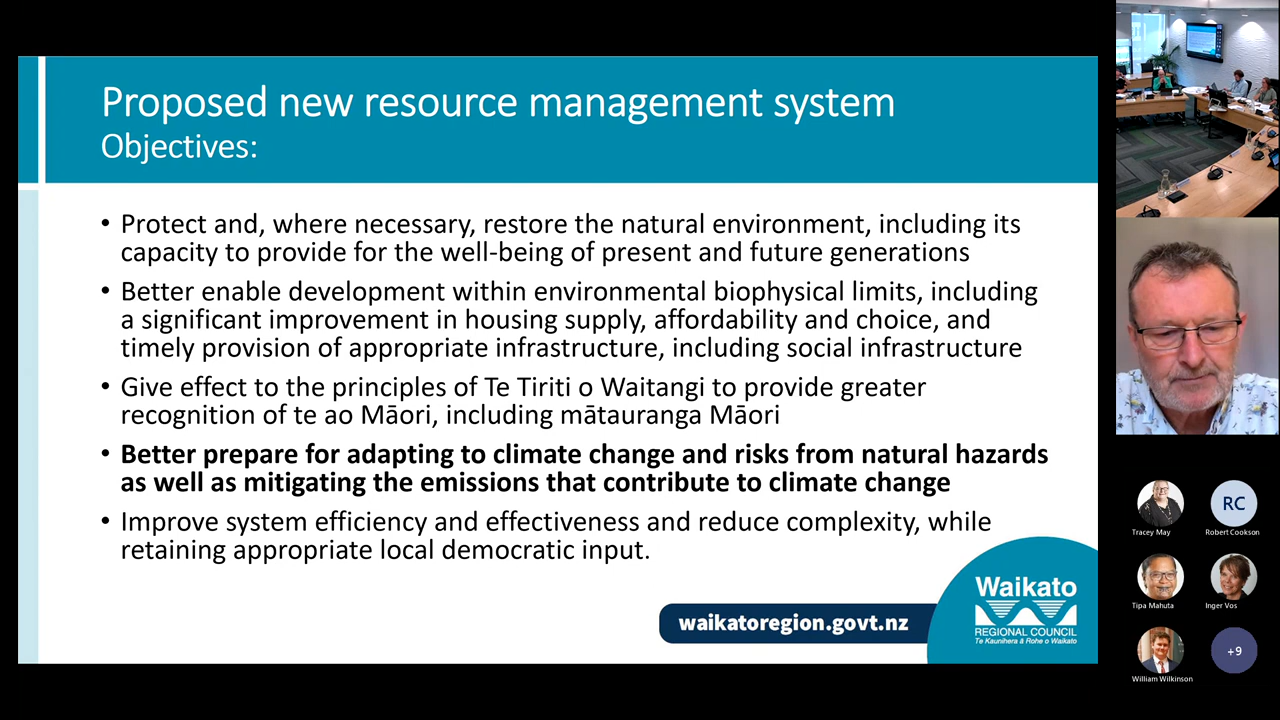 Proposed new resource management system
Objectives:
• Protect and, where necessary, restore the natural environment, including its
capacity to provide for the well-being of present and future generations
• Better enable development within environmental biophysical limits, including
a significant improvement in housing supply, affordability and choice, and
timely provision of appropriate infrastructure, including social infrastructure
• Give effect to the principles of Te Tiriti o Waitangi to provide greater
recognition of te ao Māori, including mātauranga Māori
• Better prepare for adapting to climate change and risks from natural hazards
as well as mitigating the emissions that contribute to climate change
• Improve system efficiency and effectiveness and reduce complexity, while
retaining appropriate local democratic input.
waikatoregion.govt.nz
Waikato
REGIONAL COUNCIL
Te Kaunihera ā Rohe o Waikato
RC
Tracey May
Robert Cookson
Tipa Mahuta
Inger Vos
William Wilkinson
+9